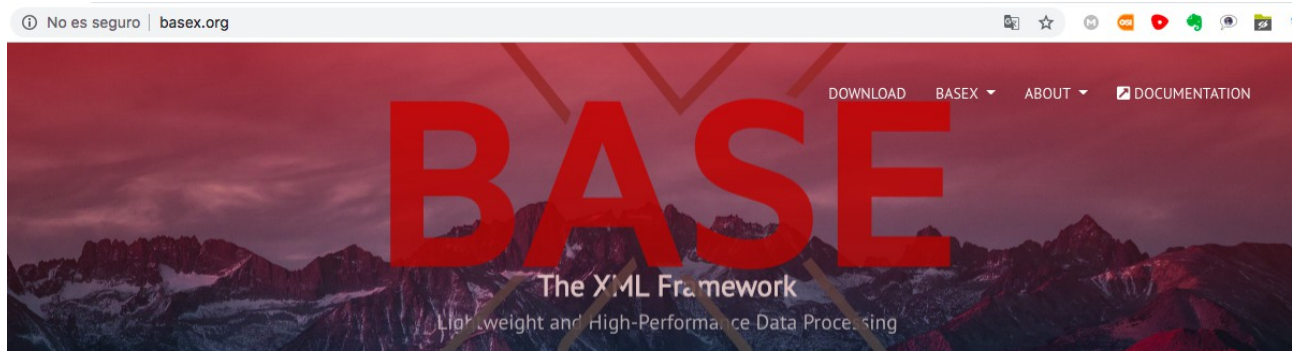 No es seguro | basex.org
DOWNLOAD BASEX ABOUT DOCUMENTATION
BASE
The XML Framework
Lightweight and High-Performance Data Processing